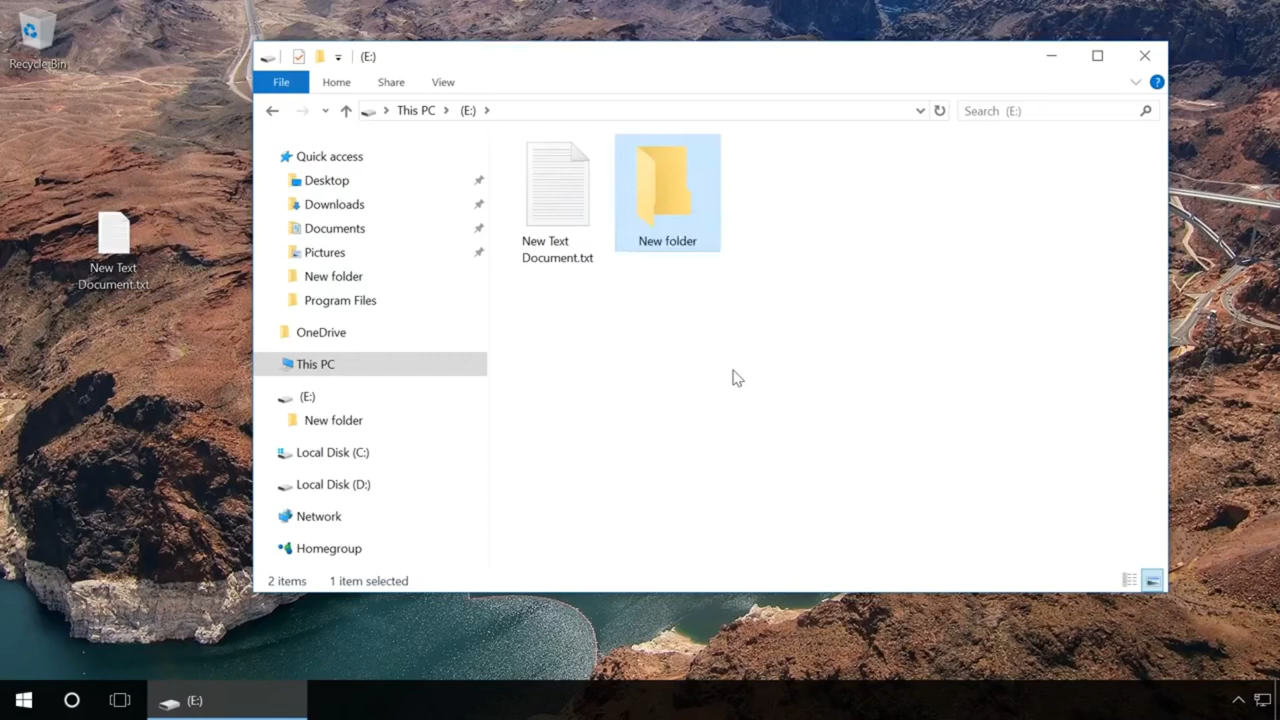 Recycle Bin
New Text
Document.txt
(E:)
File
Home
Share
View
?
This PC
(E:)
Search (E:)
Quick access
Desktop
Downloads
Documents
Pictures
New folder
Program Files
OneDrive
This PC
(E:)
New folder
Local Disk (C:)
Local Disk (D:)
Network
Homegroup
New Text
Document.txt
New folder
2 items
1 item selected
(E:)